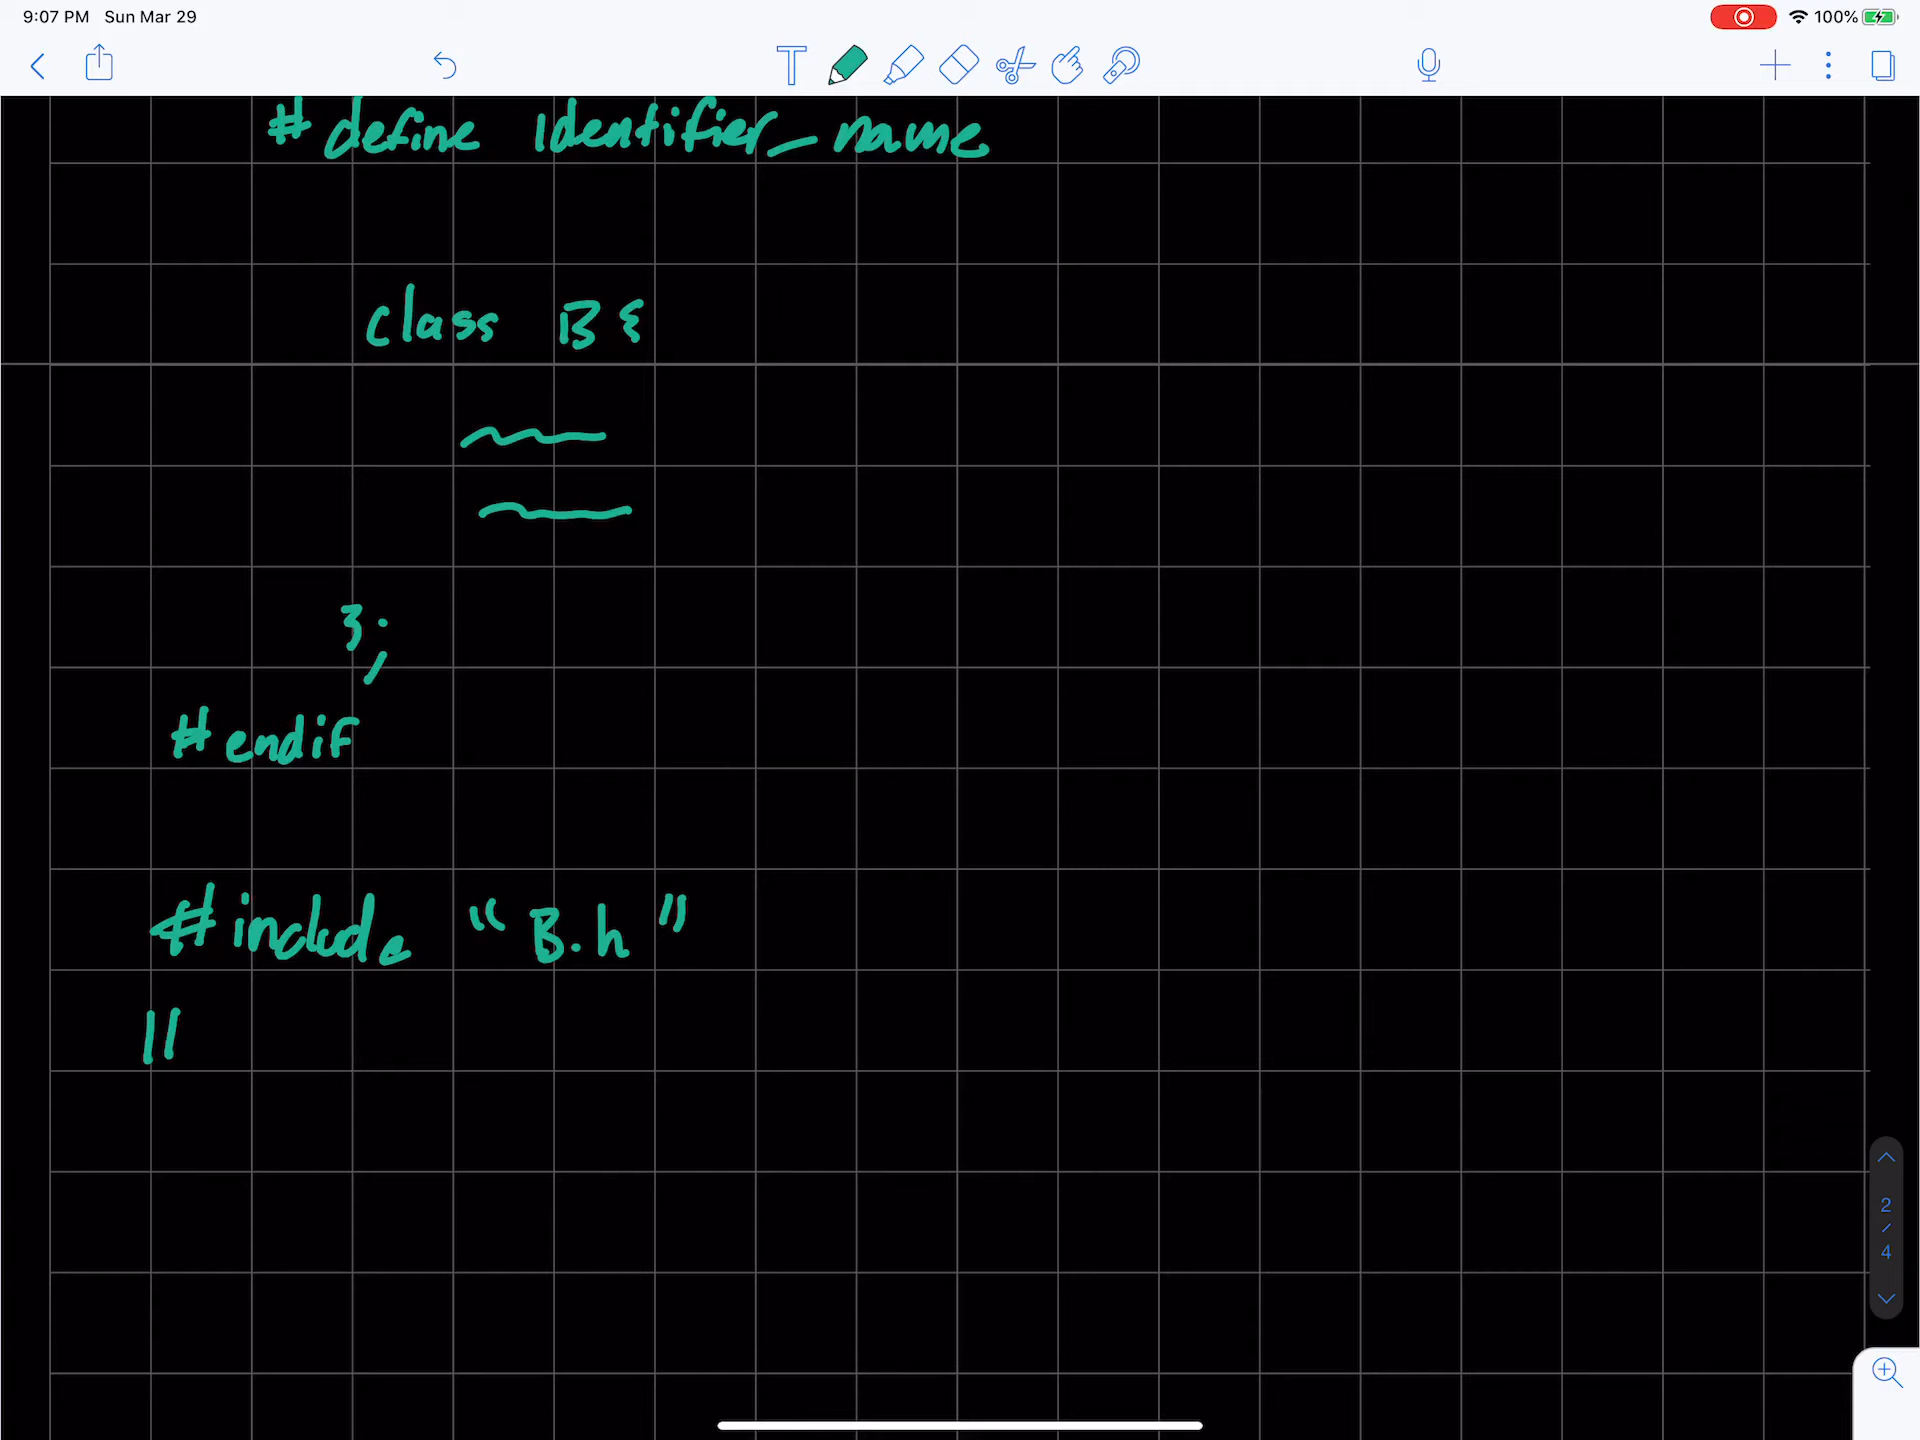 9:07 PM Sun Mar 29 100%
#define Identifier_name
class B{
};
#endif
#include "B.h"
//
2
/
4